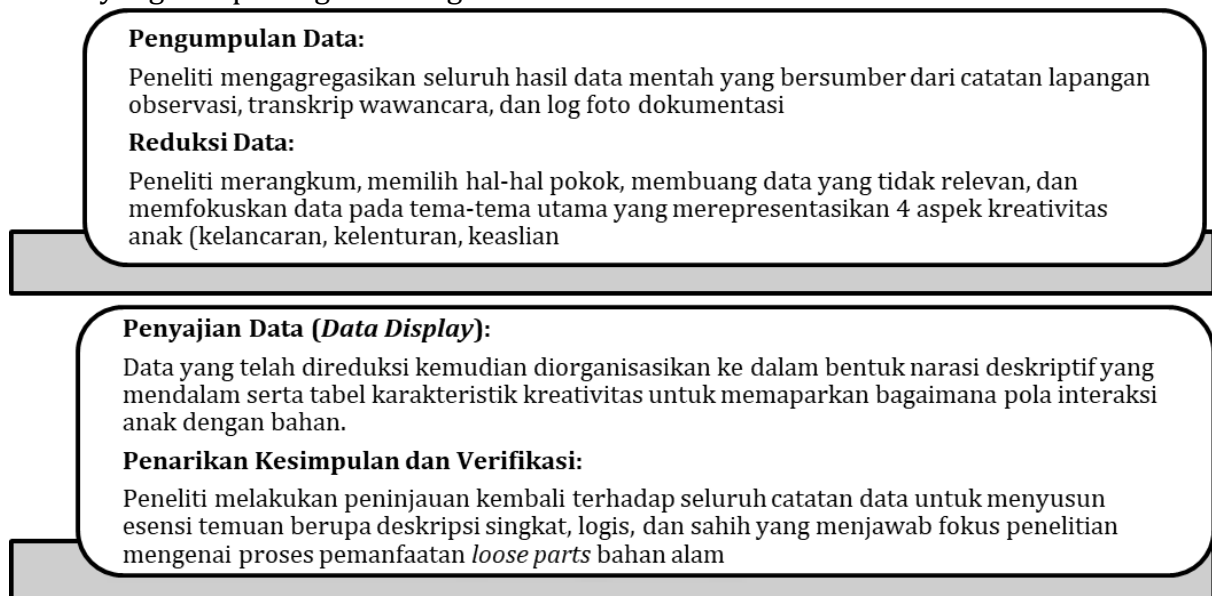 Pengumpulan Data:
Peneliti mengagregasikan seluruh hasil data mentah yang bersumber dari catatan lapangan
observasi, transkrip wawancara, dan log foto dokumentasi
Reduksi Data:
Peneliti merangkum, memilih hal-hal pokok, membuang data yang tidak relevan, dan
memfokuskan data pada tema-tema utama yang merepresentasikan 4 aspek kreativitas
anak (kelancaran, kelenturan, keaslian
Penyajian Data (Data Display):
Data yang telah direduksi kemudian diorganisasikan ke dalam bentuk narasi deskriptif yang
mendalam serta tabel karakteristik kreativitas untuk memaparkan bagaimana pola interaksi
anak dengan bahan.
Penarikan Kesimpulan dan Verifikasi:
Peneliti melakukan peninjauan kembali terhadap seluruh catatan data untuk menyusun
esensi temuan berupa deskripsi singkat, logis, dan sahih yang menjawab fokus penelitian
mengenai proses pemanfaatan loose parts bahan alam